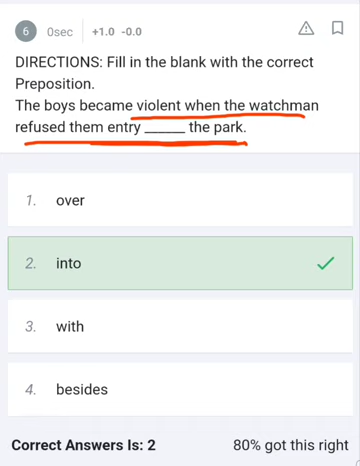 6 0sec +1.0 -0.0
DIRECTIONS: Fill in the blank with the correct
Preposition.
The boys became violent when the watchman
refused them entry ______ the park.
1. over
2. into
3. with
4. besides
Correct Answers Is: 2 80% got this right